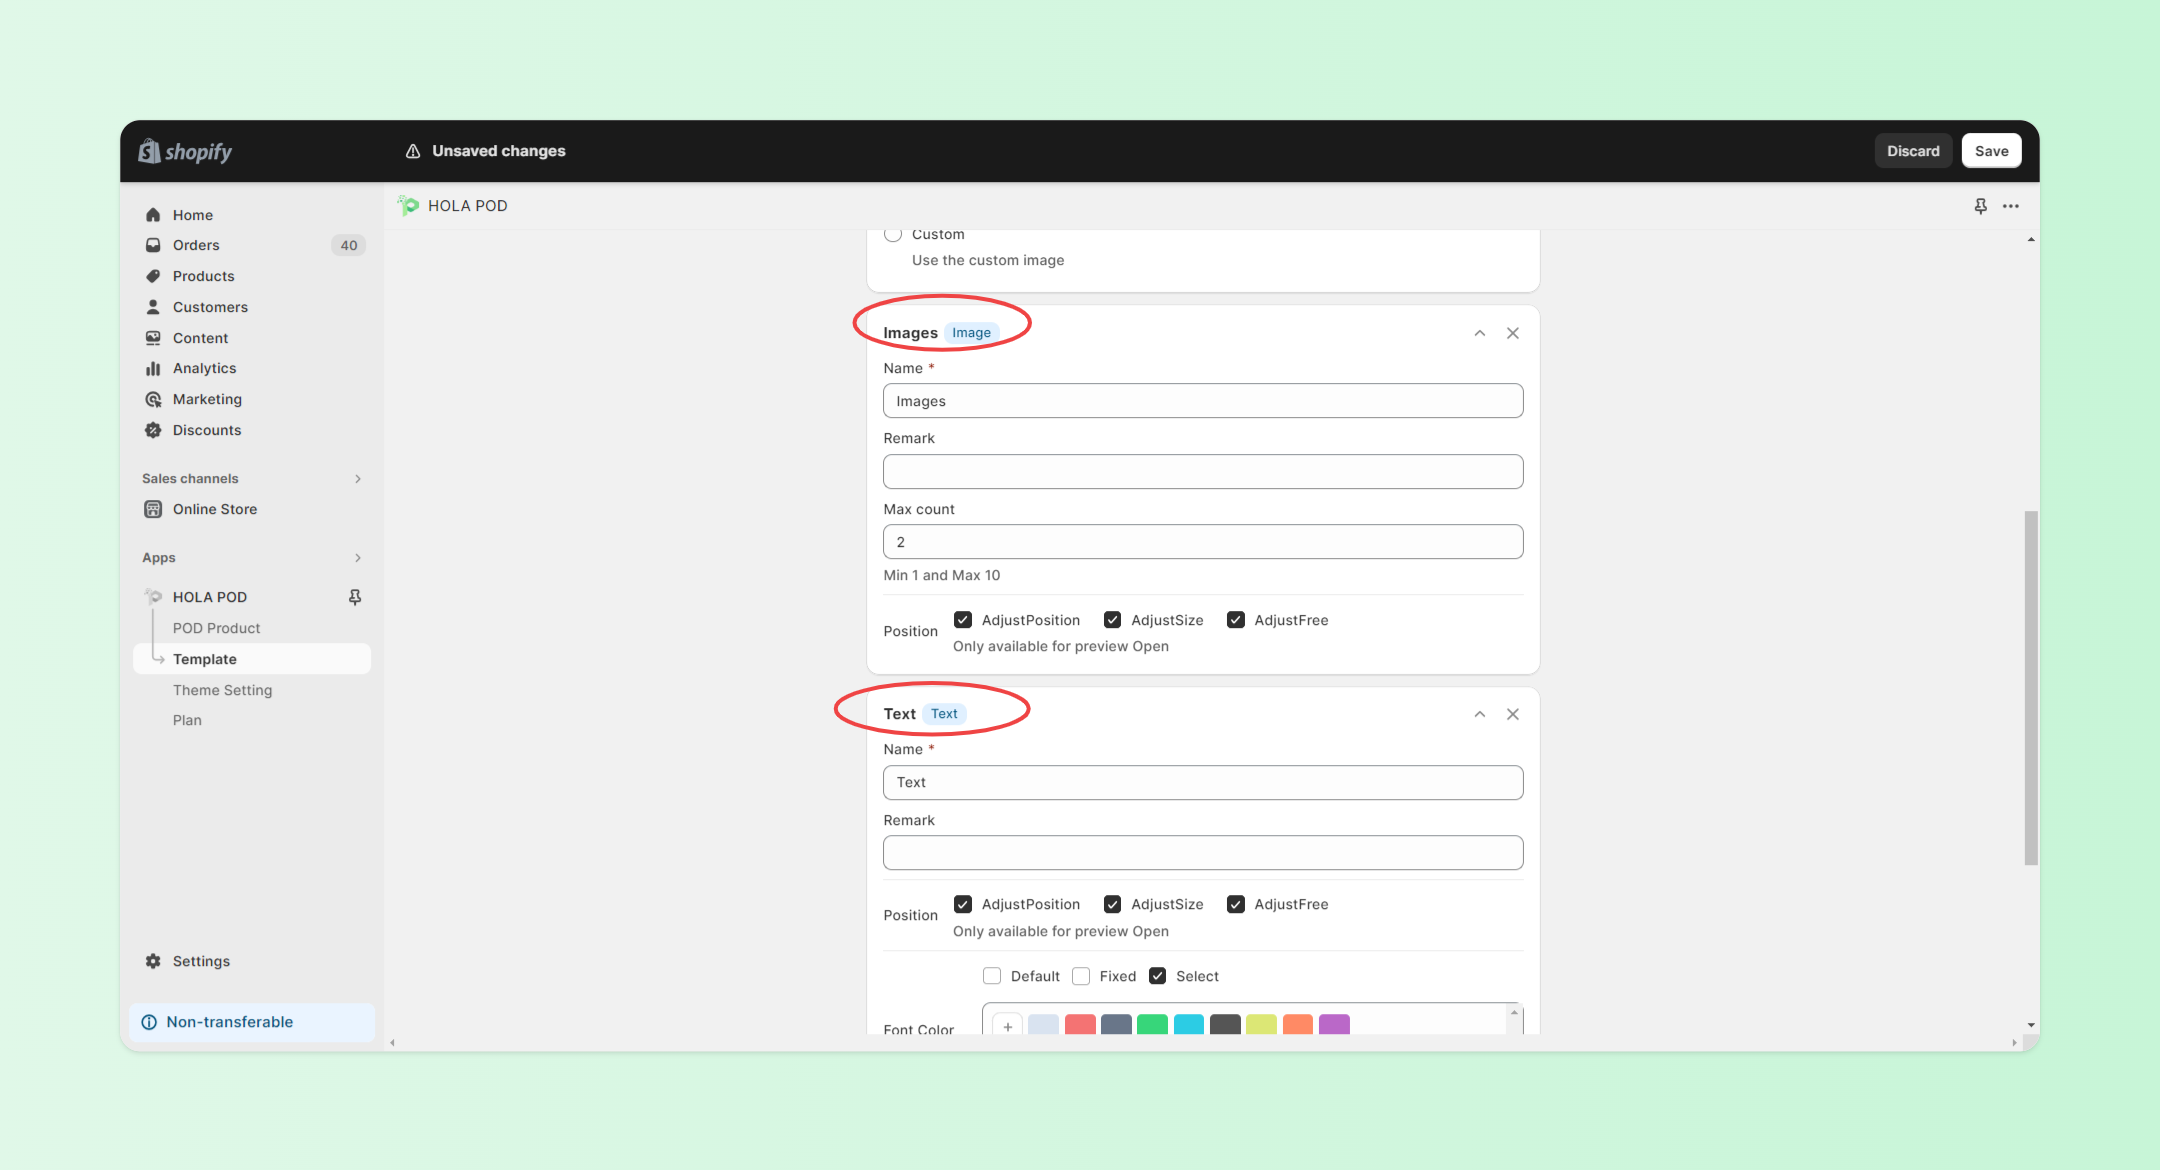 shopify
Unsaved changes
Discard
Save
Home
Orders 40
Products
Customers
Content
Analytics
Marketing
Discounts
Sales channels
Online Store
Apps
HOLA POD
POD Product
Template
Theme Setting
Plan
Settings
Non-transferable
HOLA POD
Custom
Use the custom image
Images Image
Name *
Images
Remark
Max count
2
Min 1 and Max 10
Position AdjustPosition AdjustSize AdjustFree
Only available for preview Open
Text Text
Name *
Text
Remark
Position AdjustPosition AdjustSize AdjustFree
Only available for preview Open
Default Fixed Select
Font Color